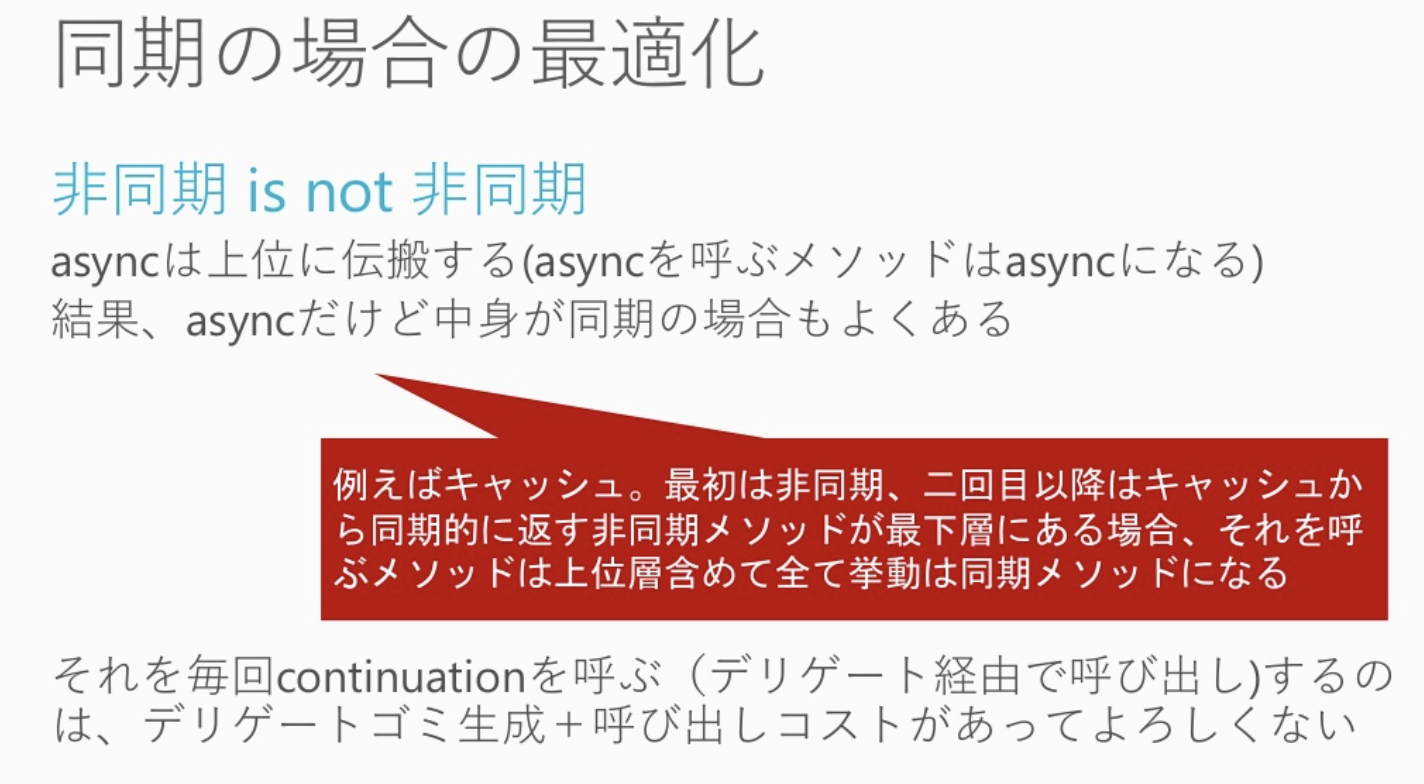 同期の場合の最適化
非同期 is not 非同期
asyncは上位に伝搬する(asyncを呼ぶメソッドはasyncになる)
結果、asyncだけど中身が同期の場合もよくある
例えばキャッシュ。最初は非同期、二回目以降はキャッシュか
ら同期的に返す非同期メソッドが最下層にある場合、それを呼
ぶメソッドは上位層含めて全て挙動は同期メソッドになる
それを毎回continuationを呼ぶ（デリゲート経由で呼び出し)するの
は、デリゲートゴミ生成＋呼び出しコストがあってよろしくない